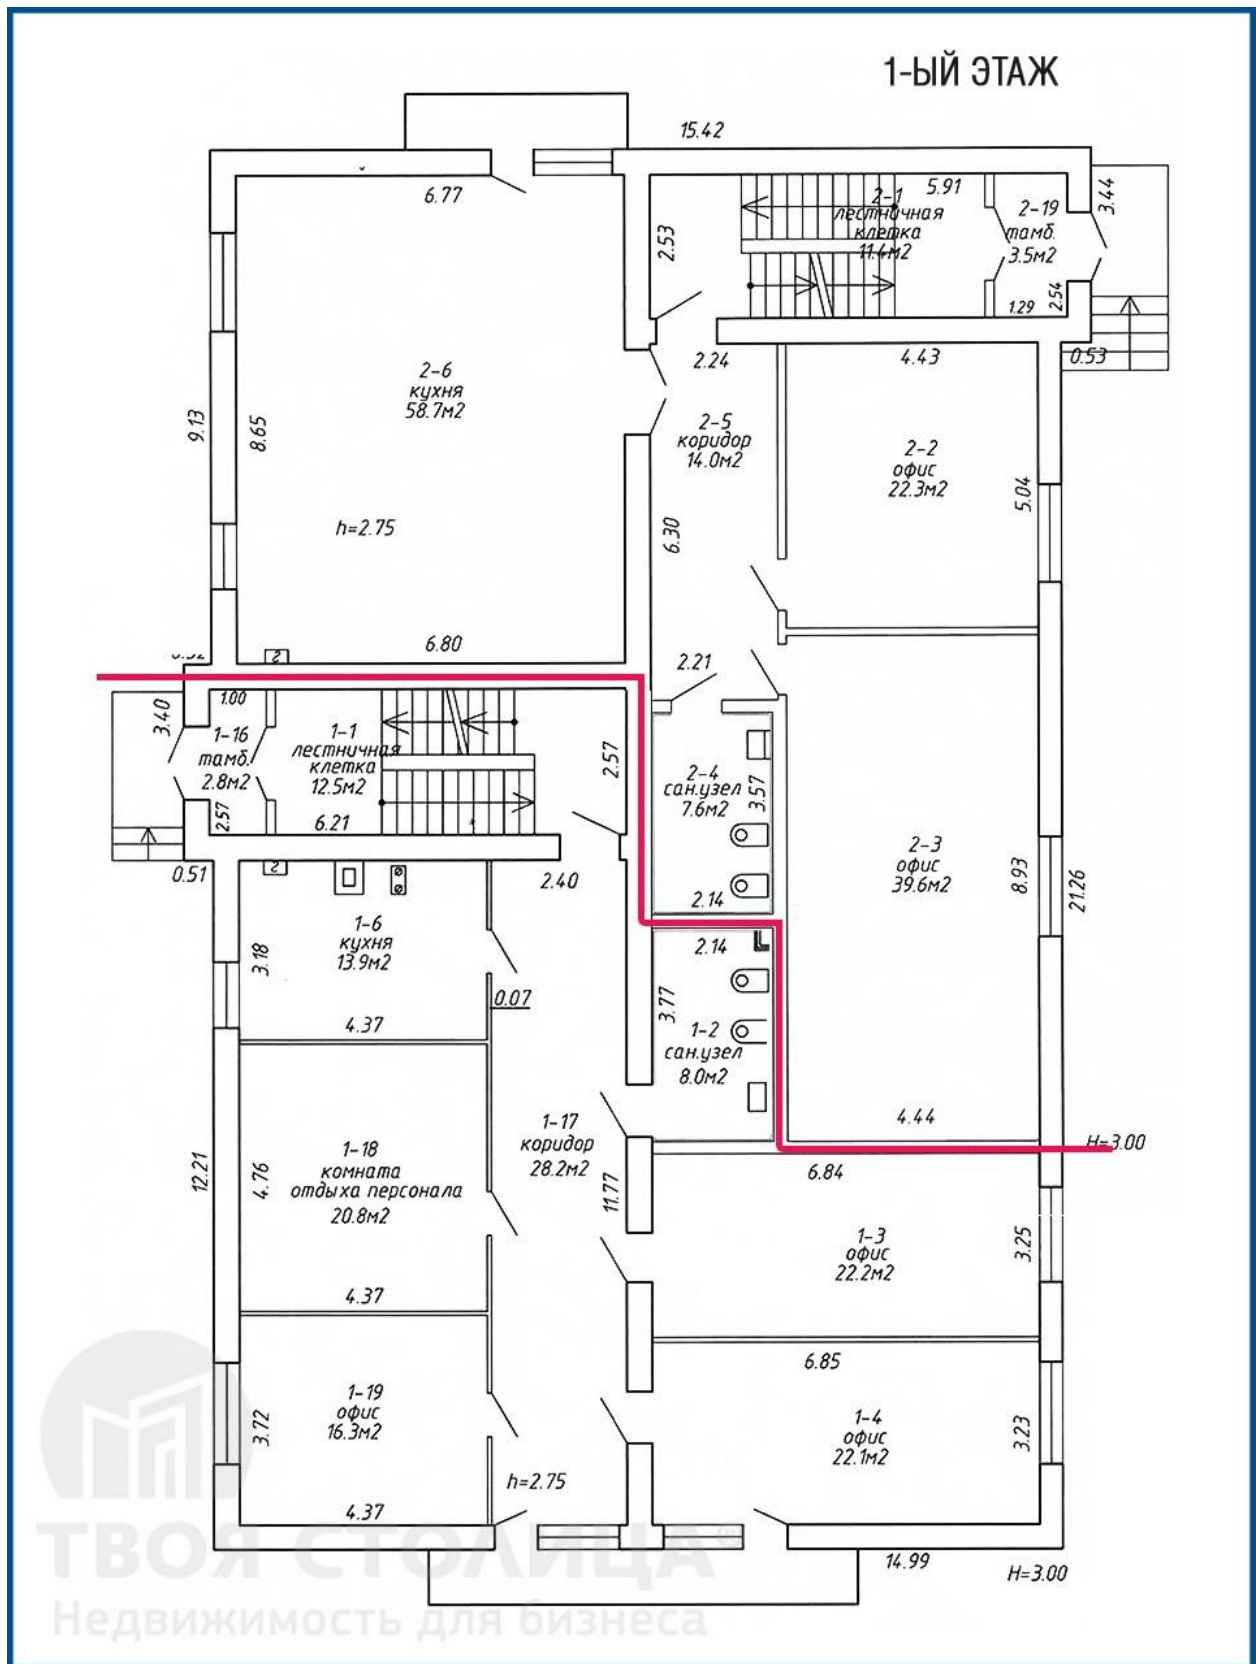 1-ЫЙ ЭТАЖ
15.42
6.77
5.91
2-1
лестничная
клетка
11.4м2
2-19
тамб.
3.5м2
3.44
2.53
1.29
2.54
2.24
4.43
0.53
2-6
кухня
58.7м2
9.13
8.65
2-5
коридор
14.0м2
2-2
офис
22.3м2
5.04
h=2.75
6.30
6.80
г
2.21
3.40
1.00
1-16
тамб.
2.8м2
1-1
лестничная
клетка
12.5м2
2.57
6.21
2.57
2-4
сан.узел
7.6м2
3.57
2-3
офис
39.6м2
8.93
21.26
0.51
г
2.40
2.14
1-6
кухня
13.9м2
3.18
2.14
0.07
3.77
1-2
сан.узел
8.0м2
4.37
4.44
H=3.00
1-17
коридор
28.2м2
12.21
4.76
1-18
комната
отдыха персонала
20.8м2
11.77
6.84
1-3
офис
22.2м2
3.25
4.37
6.85
1-19
офис
16.3м2
3.72
1-4
офис
22.1м2
3.23
h=2.75
4.37
14.99
H=3.00
ТВОЯ СТОЛИЦА®
Недвижимость для бизнеса